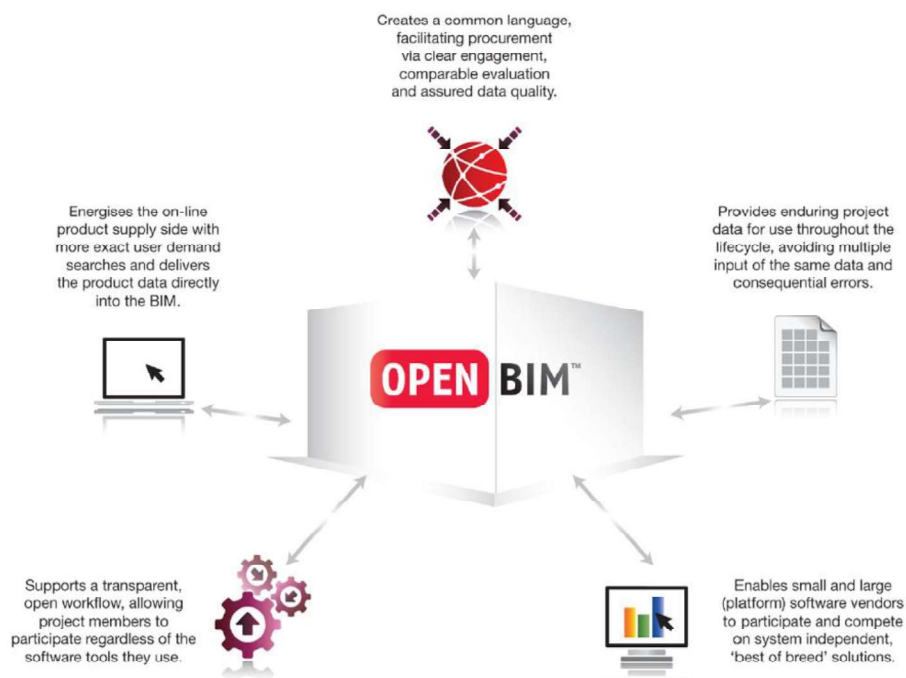 Creates a common language,
facilitating procurement
via clear engagement,
comparable evaluation
and assured data quality.
Energises the on-line
product supply side with
more exact user demand
searches and delivers
the product data directly
into the BIM.
Provides enduring project
data for use throughout the
lifecycle, avoiding multiple
input of the same data and
consequential errors.
OPEN BIM™
Supports a transparent,
open workflow, allowing
project members to
participate regardless of the
software tools they use.
Enables small and large
(platform) software vendors
to participate and compete
on system independent,
‘best of breed’ solutions.